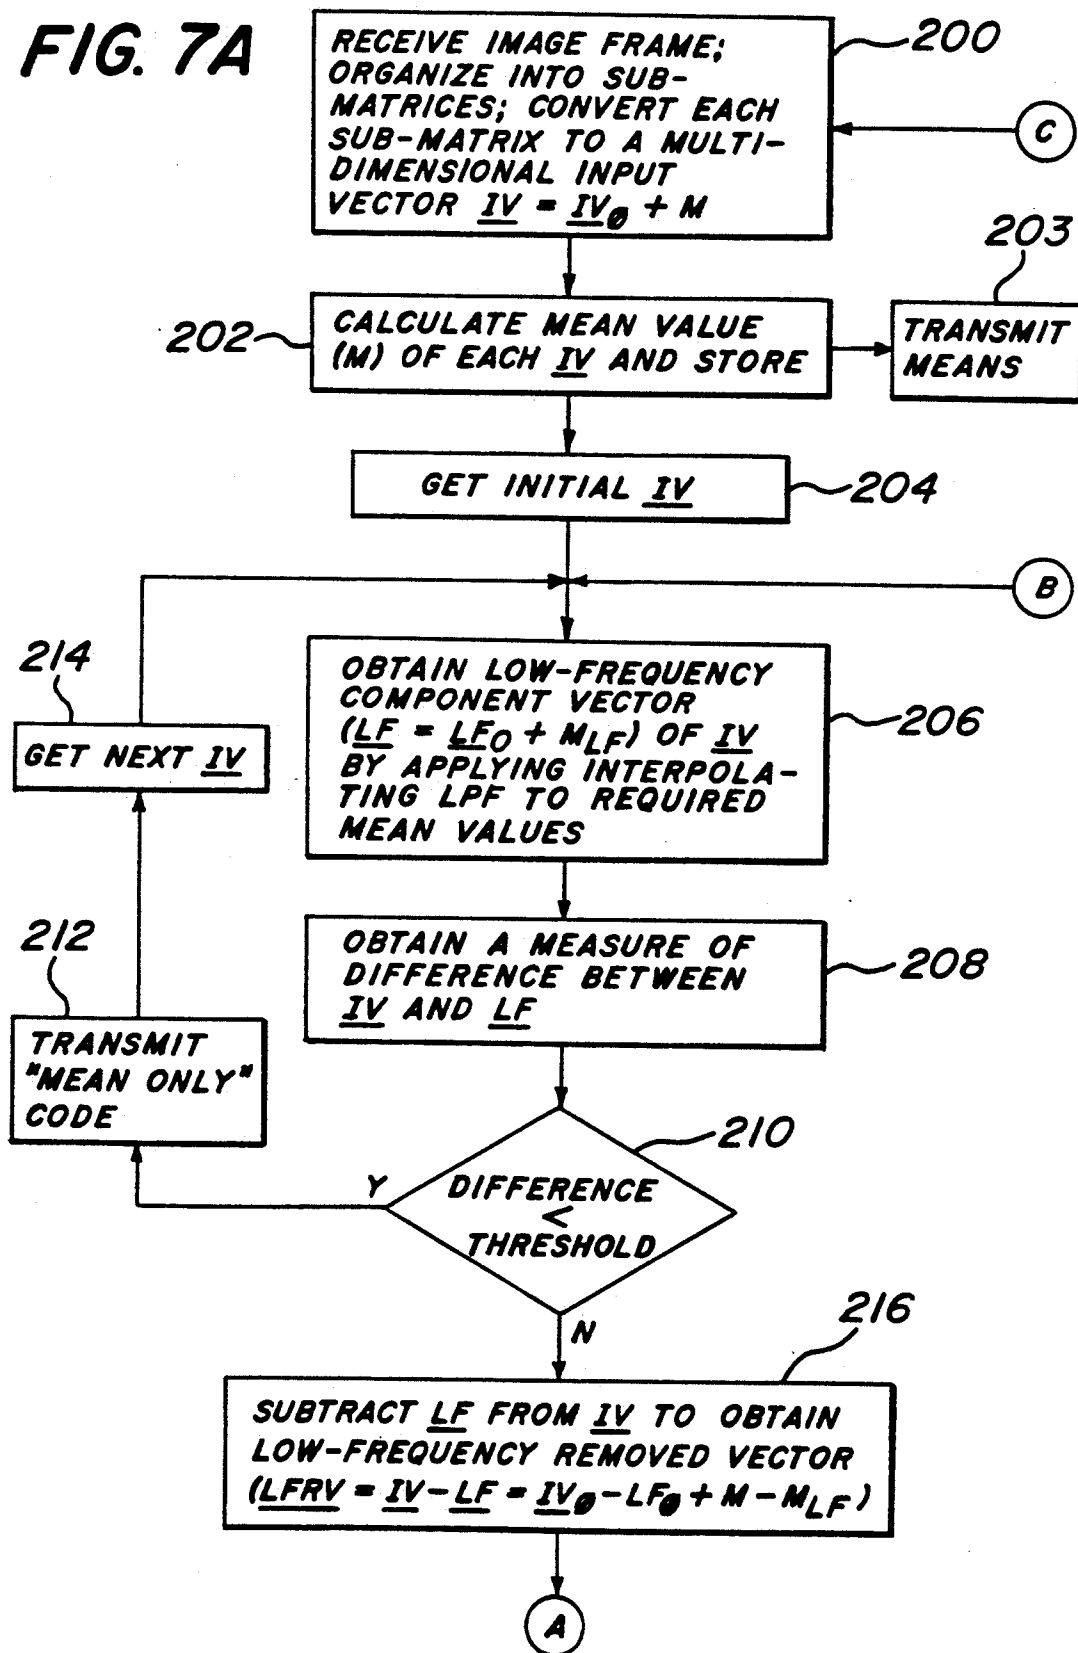 FIG. 7A
RECEIVE IMAGE FRAME;
ORGANIZE INTO SUB-
MATRICES; CONVERT EACH
SUB-MATRIX TO A MULTI-
DIMENSIONAL INPUT
VECTOR IV = IV∅ + M
200
C
203
202
CALCULATE MEAN VALUE
(M) OF EACH IV AND STORE
TRANSMIT
MEANS
GET INITIAL IV
204
B
214
GET NEXT IV
OBTAIN LOW-FREQUENCY
COMPONENT VECTOR
(LF = LFO + MLF) OF IV
BY APPLYING INTERPOLA-
TING LPF TO REQUIRED
MEAN VALUES
206
212
OBTAIN A MEASURE OF
DIFFERENCE BETWEEN
IV AND LF
208
TRANSMIT
"MEAN ONLY"
CODE
210
Y
DIFFERENCE
<
THRESHOLD
N
216
SUBTRACT LF FROM IV TO OBTAIN
LOW-FREQUENCY REMOVED VECTOR
(LFRV = IV - LF = IV∅ - LF∅ + M - MLF)
A